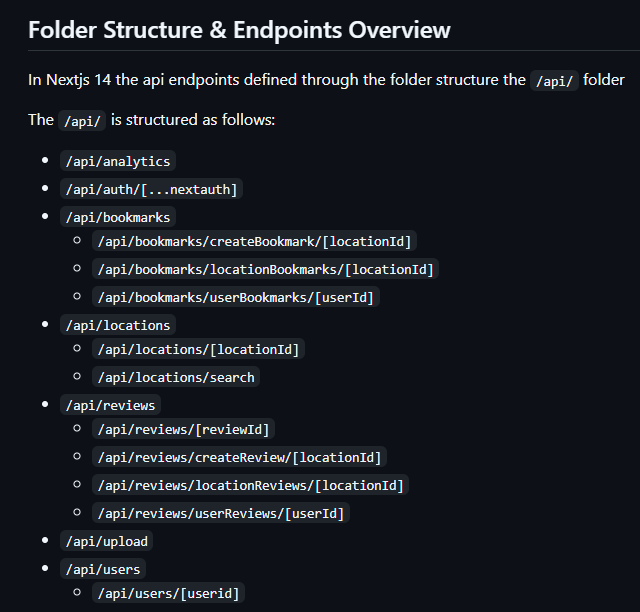 Folder Structure & Endpoints Overview
In Nextjs 14 the api endpoints defined through the folder structure the /api/ folder
The /api/ is structured as follows:
/api/analytics
/api/auth/[...nextauth]
/api/bookmarks
/api/bookmarks/createBookmark/[locationId]
/api/bookmarks/locationBookmarks/[locationId]
/api/bookmarks/userBookmarks/[userId]
/api/locations
/api/locations/[locationId]
/api/locations/search
/api/reviews
/api/reviews/[reviewId]
/api/reviews/createReview/[locationId]
/api/reviews/locationReviews/[locationId]
/api/reviews/userReviews/[userId]
/api/upload
/api/users
/api/users/[userid]